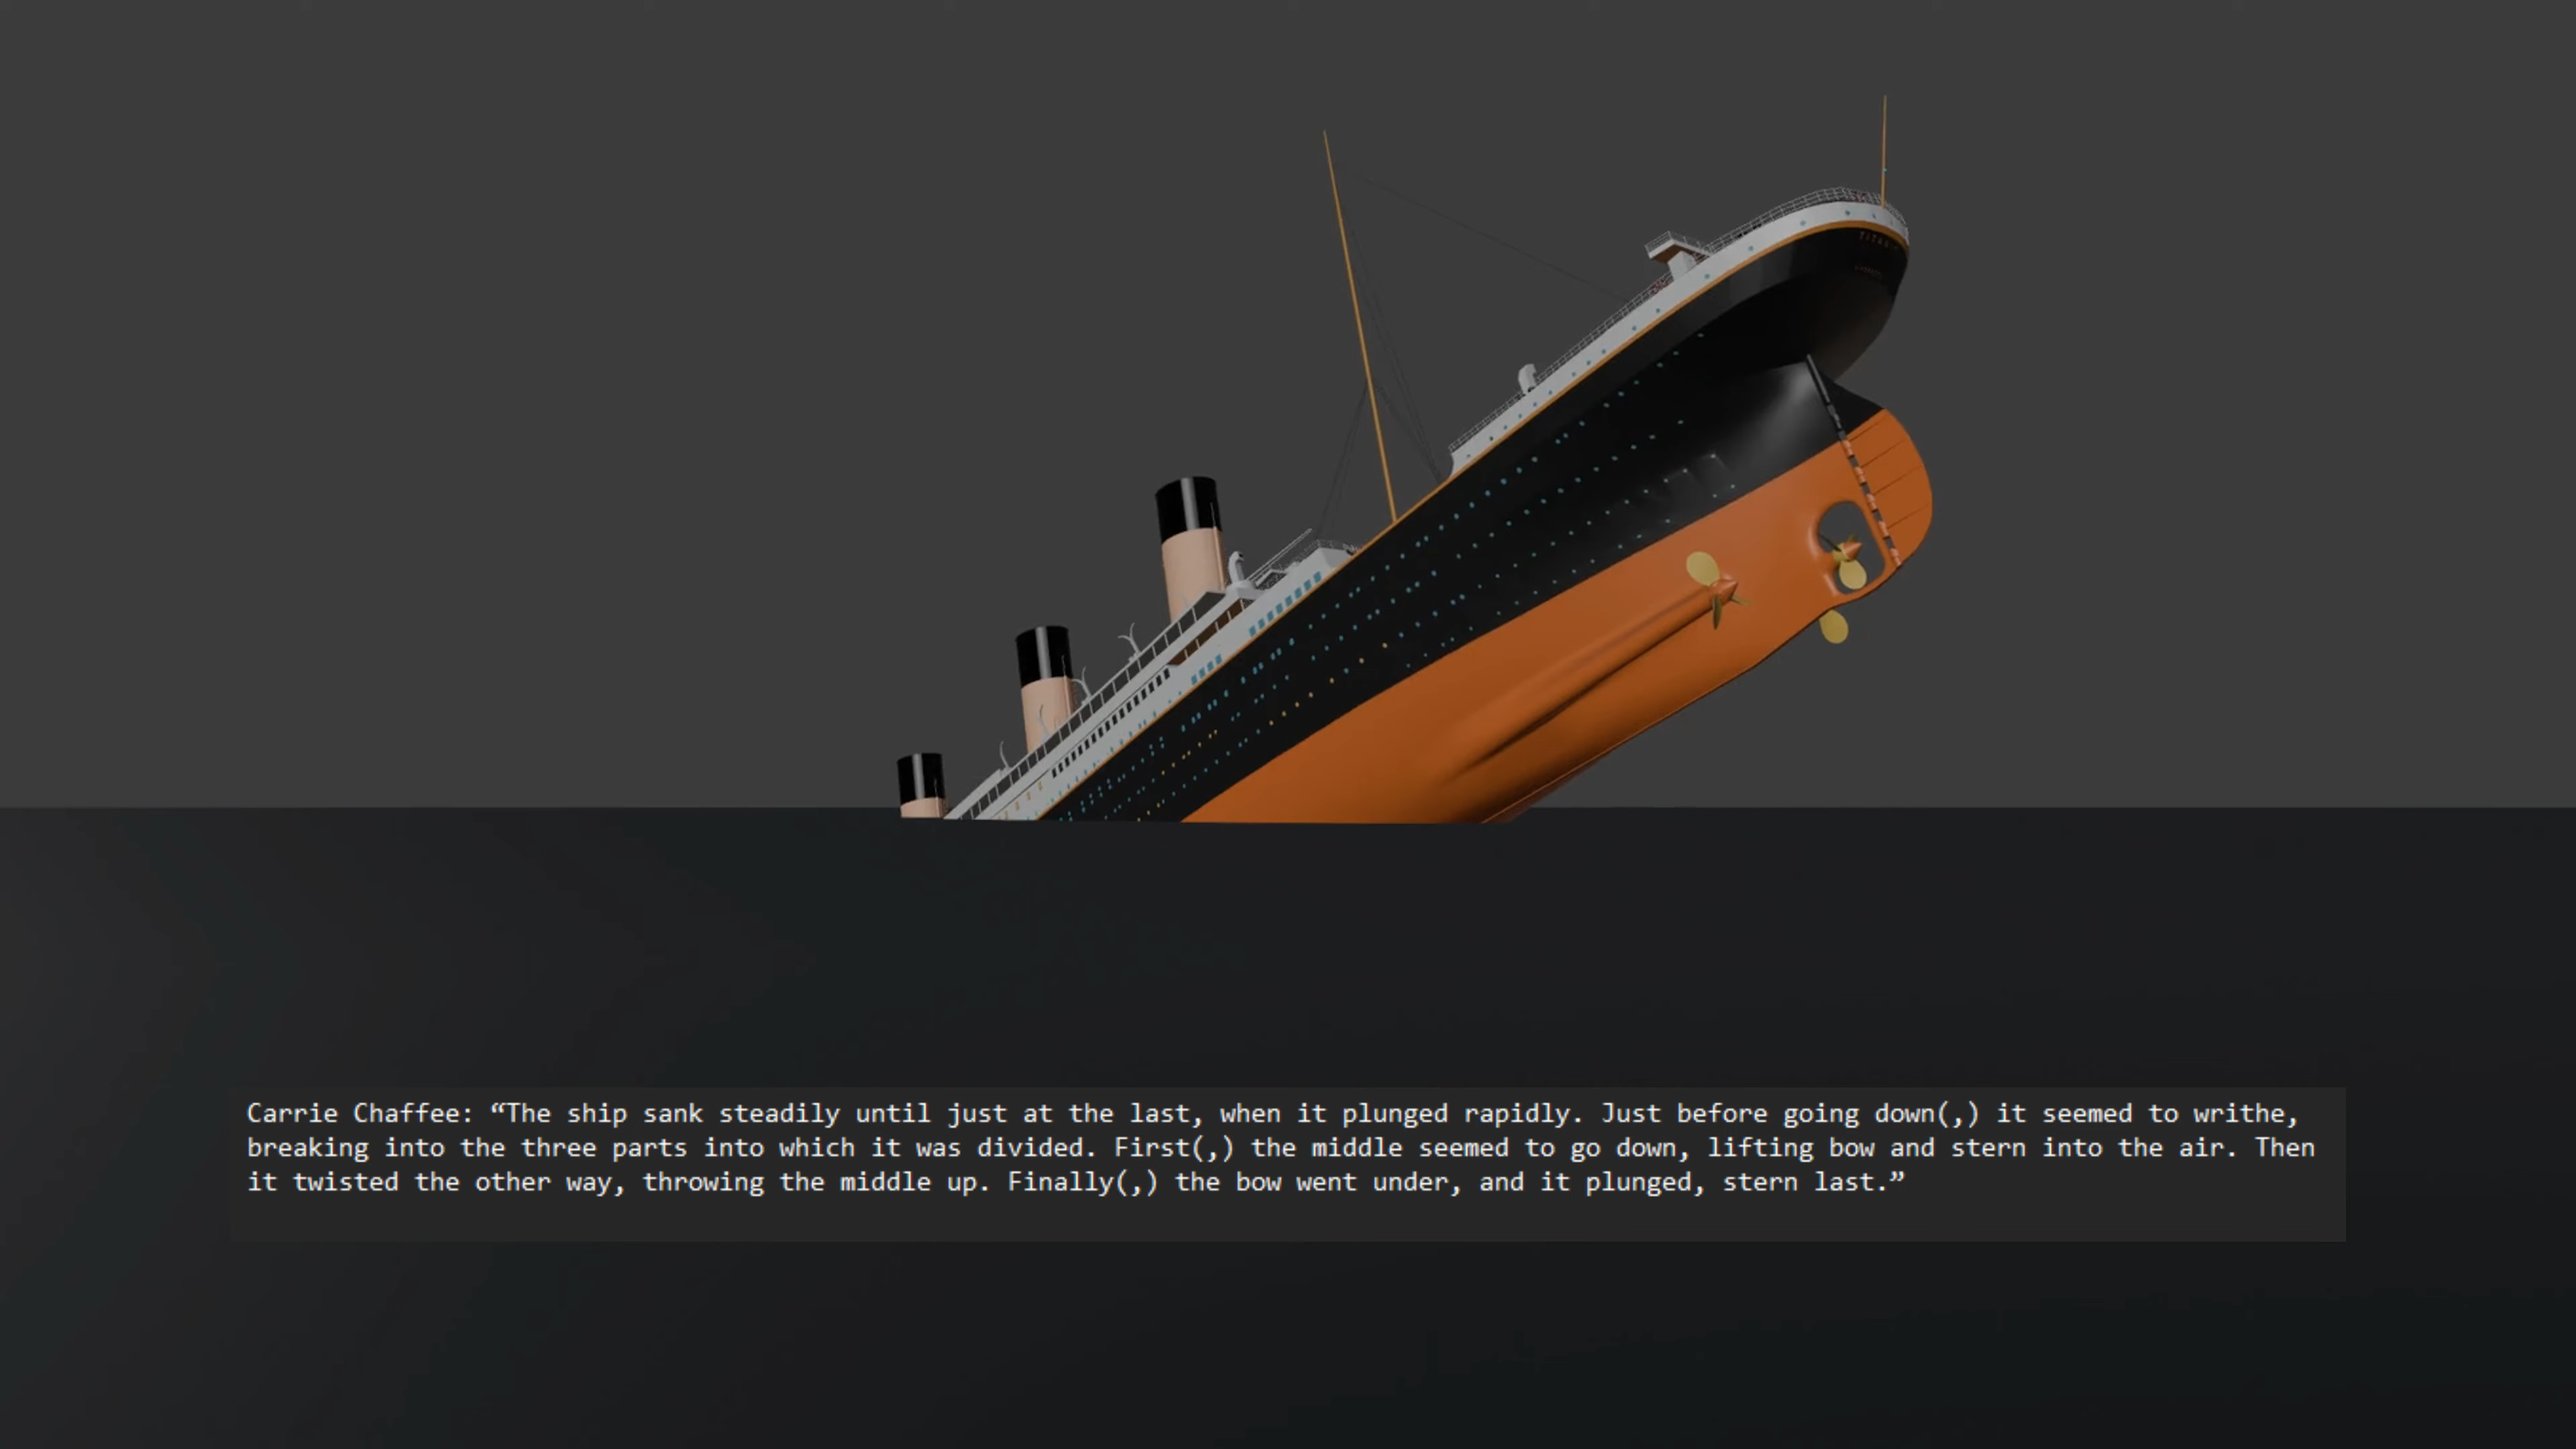 TITANIC
Carrie Chaffee: “The ship sank steadily until just at the last, when it plunged rapidly. Just before going down(,) it seemed to writhe,
breaking into the three parts into which it was divided. First(,) the middle seemed to go down, lifting bow and stern into the air. Then
it twisted the other way, throwing the middle up. Finally(,) the bow went under, and it plunged, stern last.”